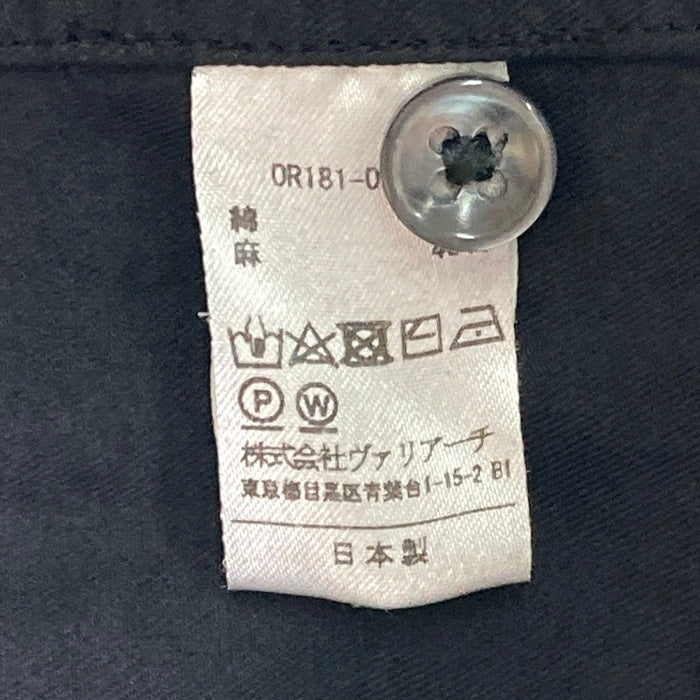 OR181-0
綿
麻
P W
株式会社ヴァリアーチ
東京都目黒区青葉台1-15-2 B1
日本製